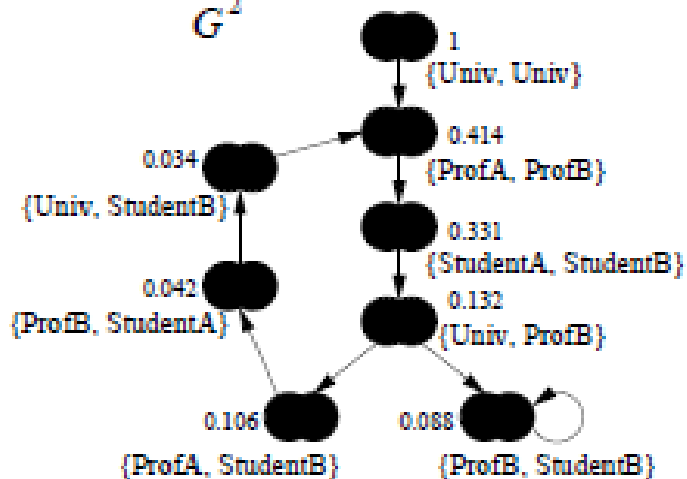 G²
1
{Univ, Univ}
0.414
{ProfA, ProfB}
0.331
{StudentA, StudentB}
0.132
{Univ, ProfB}
0.034
{Univ, StudentB}
0.042
{ProfB, StudentA}
0.106
{ProfA, StudentB}
0.088
{ProfB, StudentB}